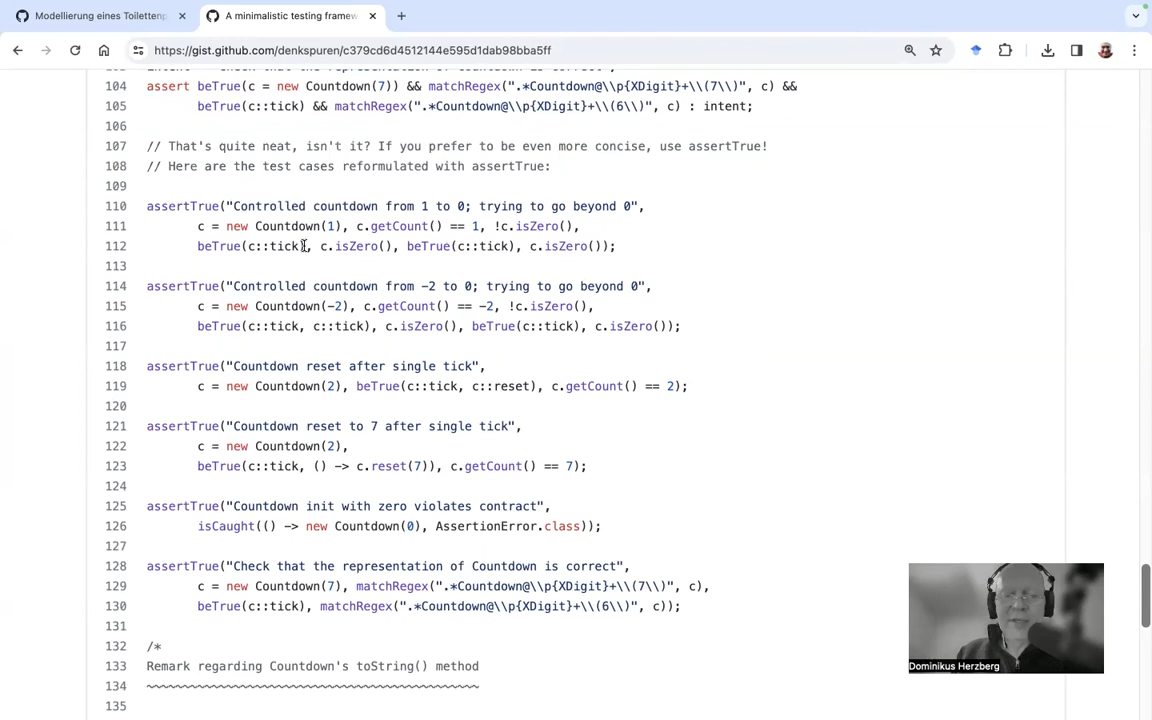 Modellierung eines Toilettenp
A minimalistic testing framew
https://gist.github.com/denkspuren/c379cd6d4512144e595d1dab98bba5ff
104 assert beTrue(c = new Countdown(7)) && matchRegex(".*Countdown@\\p{XDigit}+\\(7\\)", c) &&
105 beTrue(c::tick) && matchRegex(".*Countdown@\\p{XDigit}+\\(6\\)", c) : intent;
106
107 // That's quite neat, isn't it? If you prefer to be even more concise, use assertTrue!
108 // Here are the test cases reformulated with assertTrue:
109
110 assertTrue("Controlled countdown from 1 to 0; trying to go beyond 0",
111 c = new Countdown(1), c.getCount() == 1, !c.isZero(),
112 beTrue(c::tick), c.isZero(), beTrue(c::tick), c.isZero());
113
114 assertTrue("Controlled countdown from -2 to 0; trying to go beyond 0",
115 c = new Countdown(-2), c.getCount() == -2, !c.isZero(),
116 beTrue(c::tick, c::tick), c.isZero(), beTrue(c::tick), c.isZero());
117
118 assertTrue("Countdown reset after single tick",
119 c = new Countdown(2), beTrue(c::tick, c::reset), c.getCount() == 2);
120
121 assertTrue("Countdown reset to 7 after single tick",
122 c = new Countdown(2),
123 beTrue(c::tick, () -> c.reset(7)), c.getCount() == 7);
124
125 assertTrue("Countdown init with zero violates contract",
126 isCaught(() -> new Countdown(0), AssertionError.class));
127
128 assertTrue("Check that the representation of Countdown is correct",
129 c = new Countdown(7), matchRegex(".*Countdown@\\p{XDigit}+\\(7\\)", c),
130 beTrue(c::tick), matchRegex(".*Countdown@\\p{XDigit}+\\(6\\)", c));
131
132 /*
133 Remark regarding Countdown's toString() method
134 ~~~~~~~~~~~~~~~~~~~~~~~~~~~~~~~~~~~~~~~~~~~~~~
135
Dominikus Herzberg